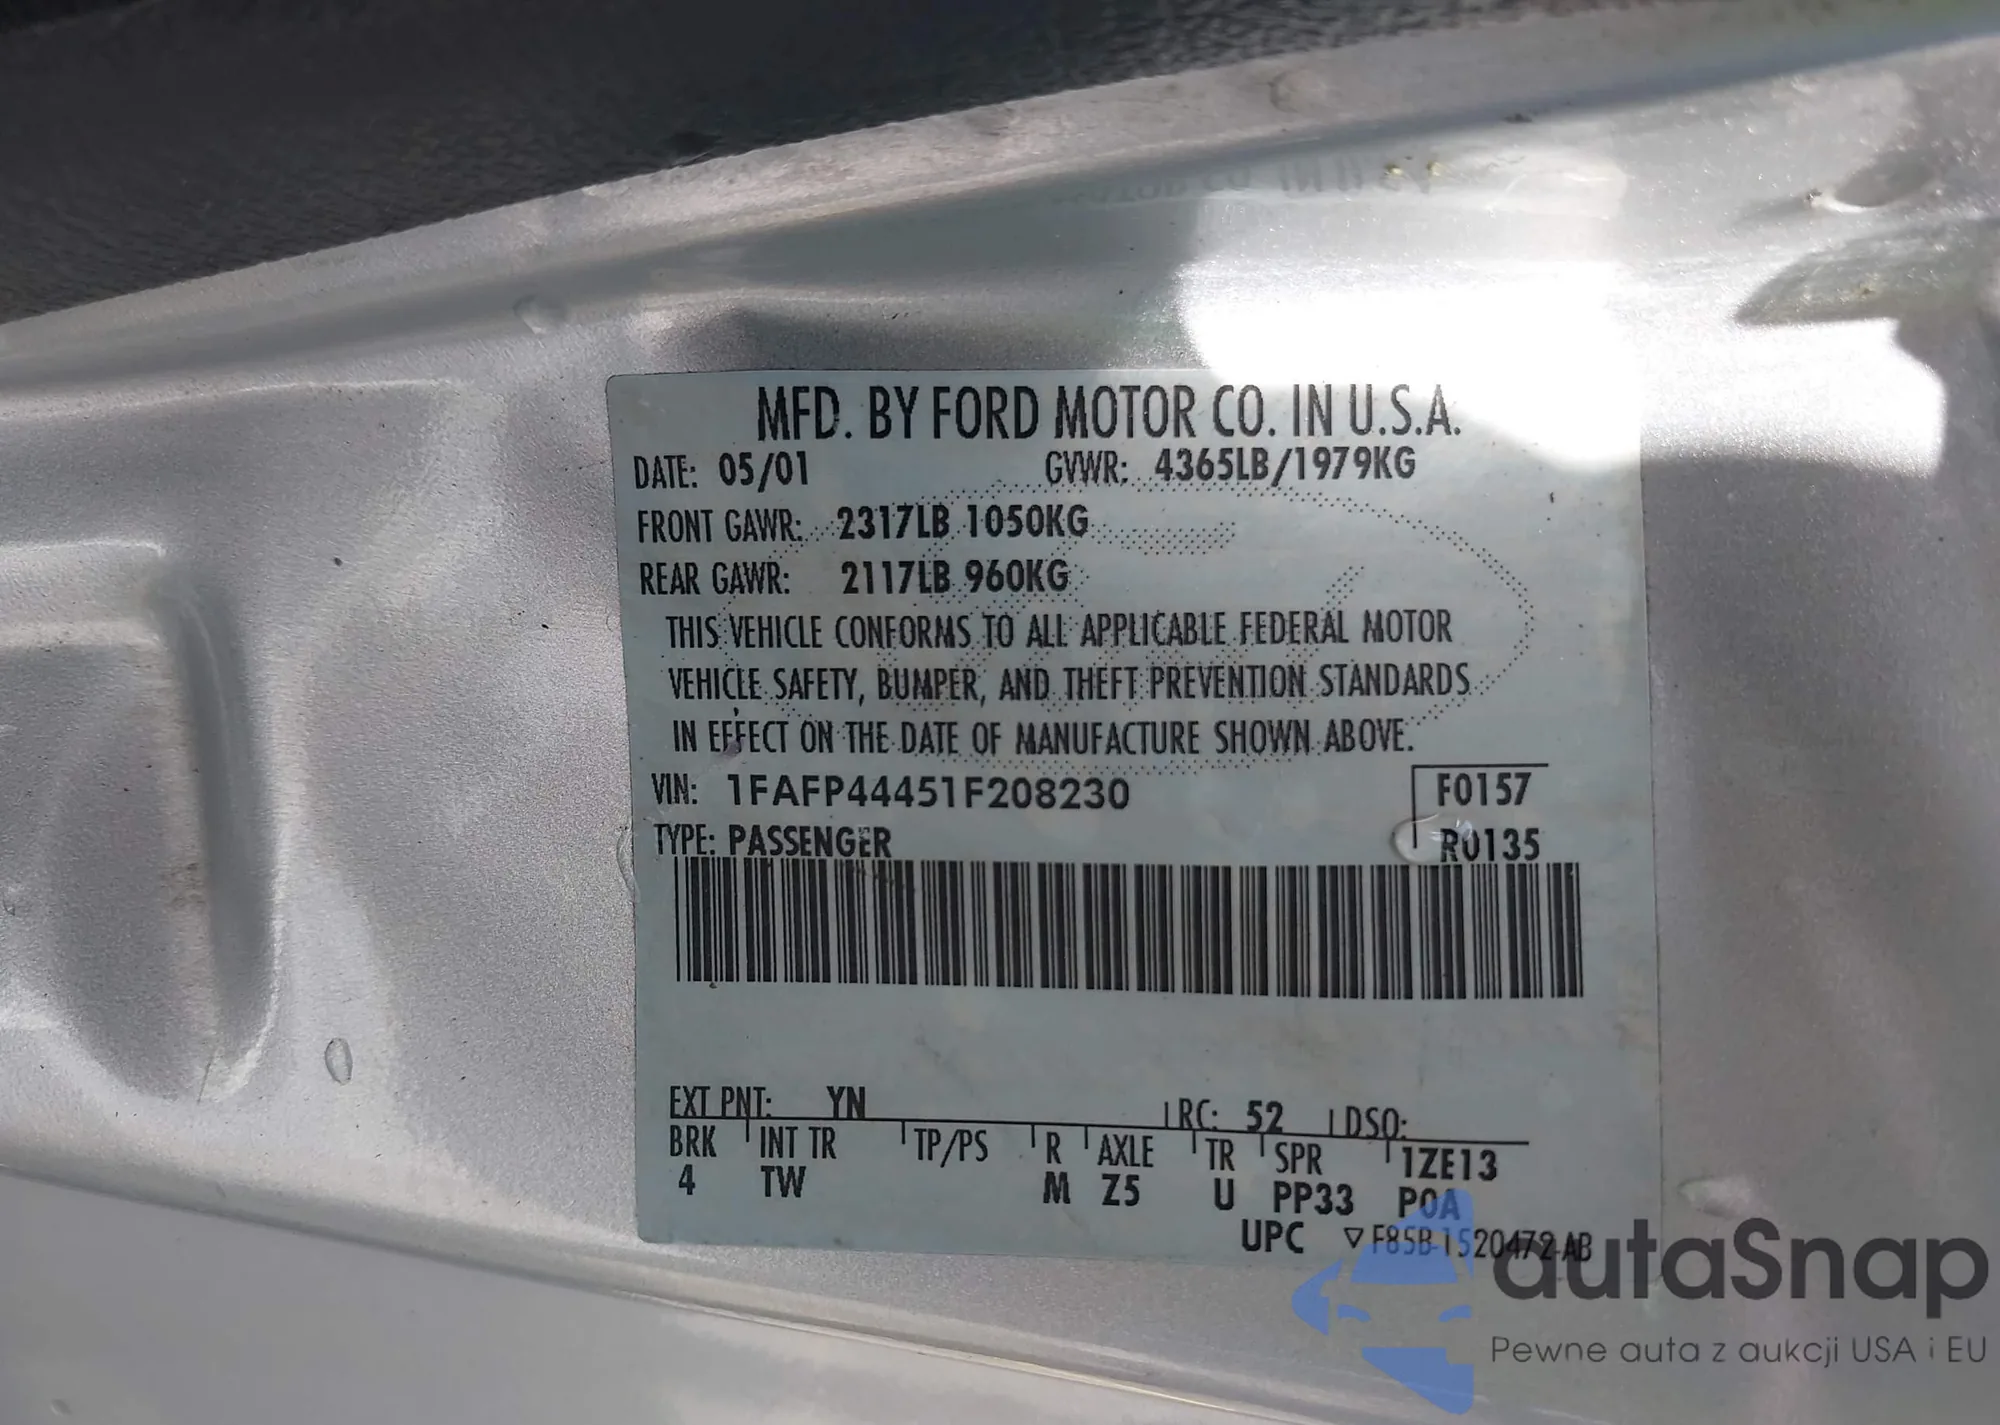 MFD. BY FORD MOTOR CO. IN U.S.A.
DATE: 05/01 GVWR: 4365LB/1979KG
FRONT GAWR: 2317LB 1050KG
REAR GAWR: 2117LB 960KG
THIS VEHICLE CONFORMS TO ALL APPLICABLE FEDERAL MOTOR
VEHICLE SAFETY, BUMPER, AND THEFT PREVENTION STANDARDS
IN EFFECT ON THE DATE OF MANUFACTURE SHOWN ABOVE.
VIN: 1FAFP44451F208230 F0157
TYPE: PASSENGER R0135
EXT PNT: YN RC: 52 DSO:
BRK INT TR TP/PS R AXLE TR SPR 1ZE13
4 TW M Z5 U PP33 P0A
UPC ▽ F85B-1520472-AB
autaSnap
Pewne auta z aukcji USA i EU